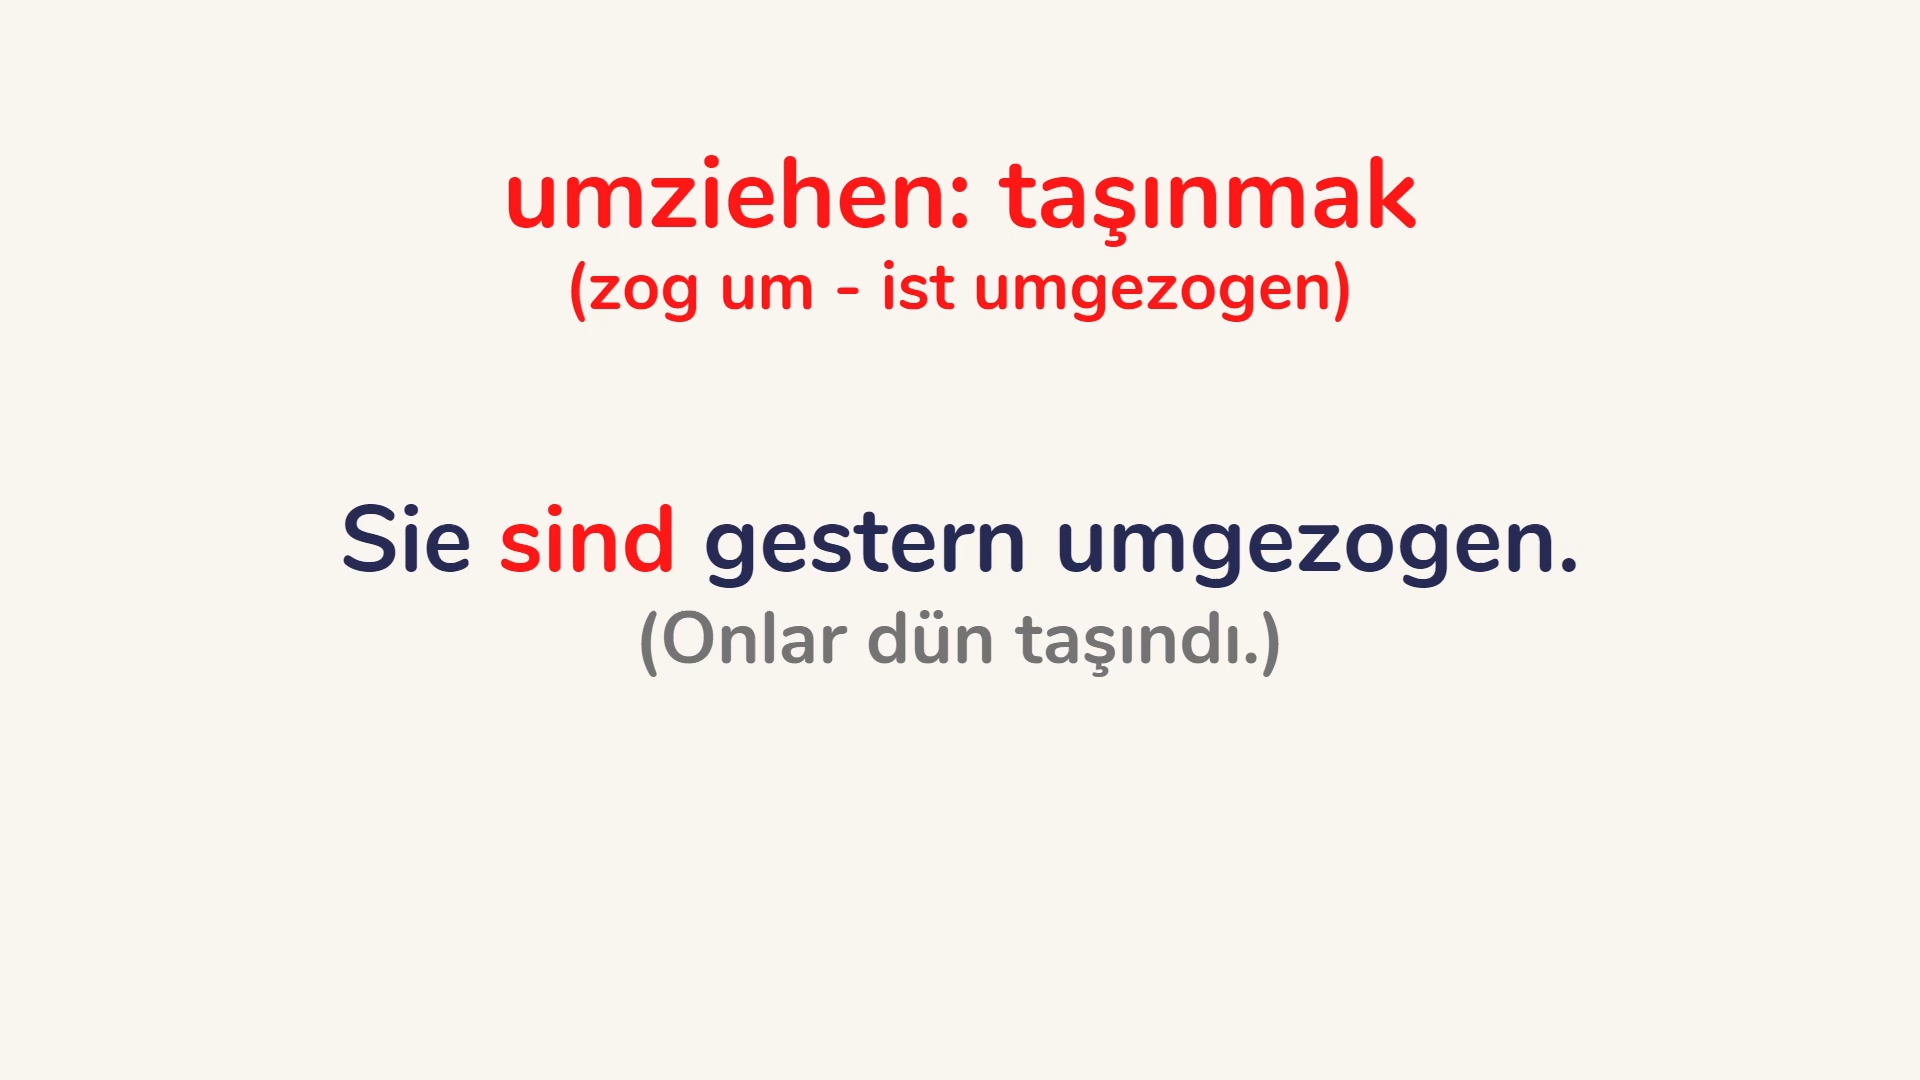 umziehen: taşınmak
(zog um - ist umgezogen)
Sie sind gestern umgezogen.
(Onlar dün taşındı.)